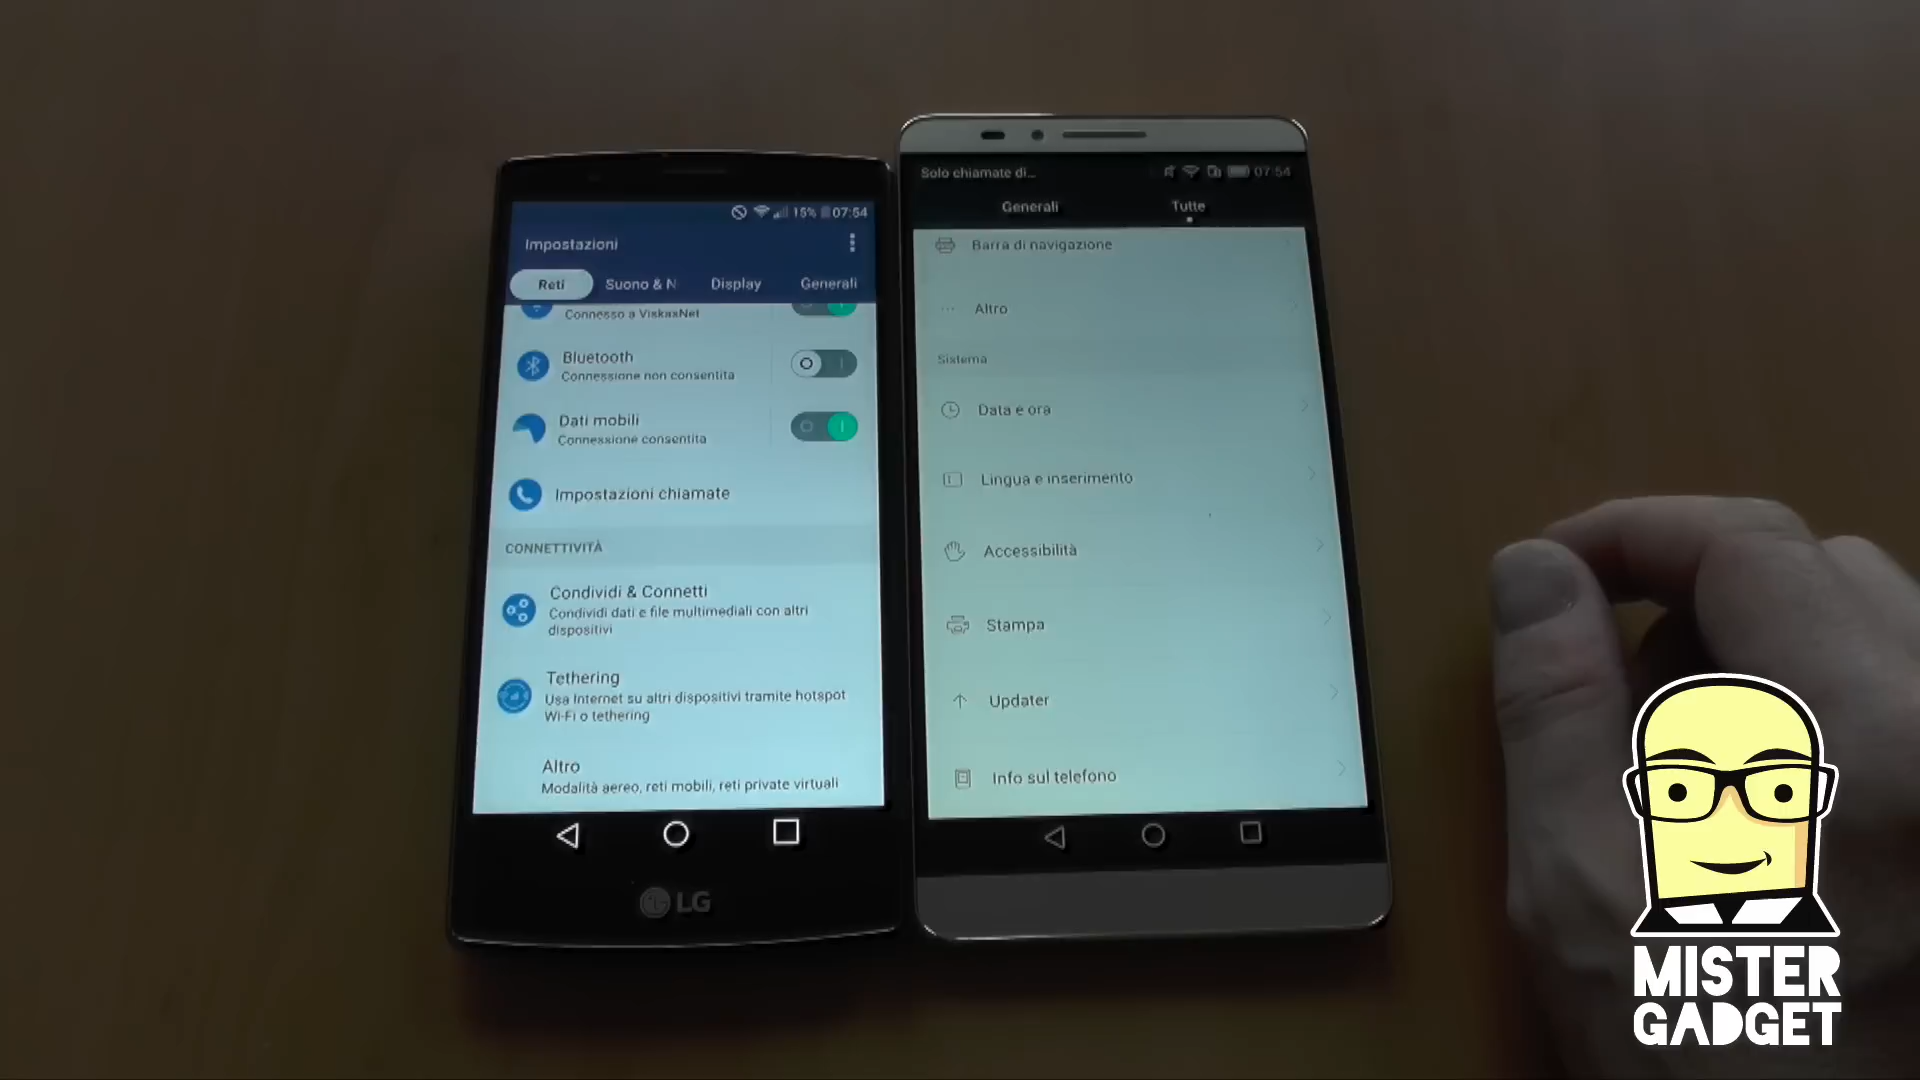 15% 07:54
Impostazioni
Reti Suono & N Display Generali
Connesso a ViskasNet
Bluetooth
Connessione non consentita
Dati mobili
Connessione consentita
Impostazioni chiamate
CONNETTIVITÀ
Condividi & Connetti
Condividi dati e file multimediali con altri
dispositivi
Tethering
Usa Internet su altri dispositivi tramite hotspot
Wi-Fi o tethering
Altro
Modalità aereo, reti mobili, reti private virtuali
LG
Solo chiamate di... 07:54
Generali Tutte
Barra di navigazione
Altro
Sistema
Data e ora
Lingua e inserimento
Accessibilità
Stampa
Updater
Info sul telefono
MISTER
GADGET